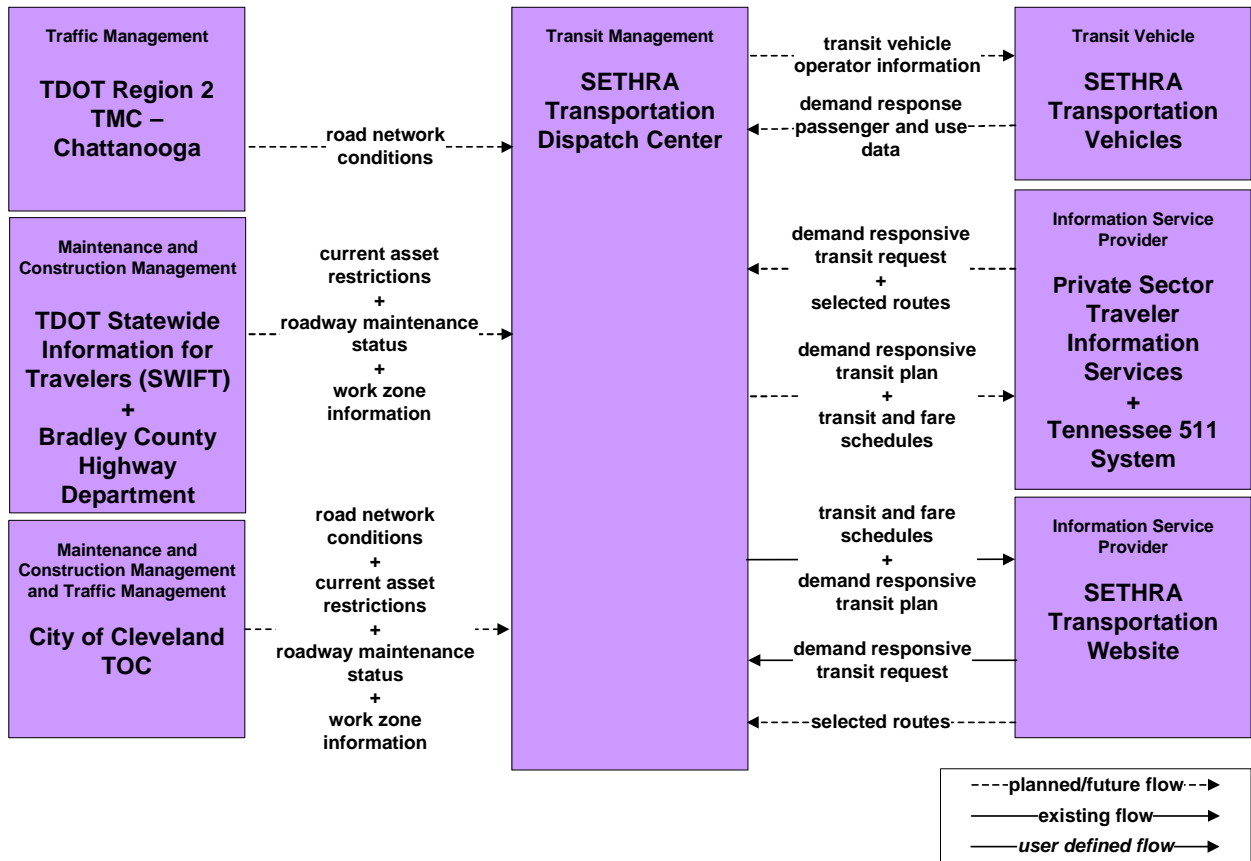 Traffic Management
TDOT Region 2
TMC –
Chattanooga
road network
conditions
Maintenance and
Construction Management
TDOT Statewide
Information for
Travelers (SWIFT)
+
Bradley County
Highway
Department
current asset
restrictions
+
roadway maintenance
status
+
work zone
information
Maintenance and
Construction Management
and Traffic Management
City of Cleveland
TOC
road network
conditions
+
current asset
restrictions
+
roadway maintenance
status
+
work zone
information
Transit Management
SETHRA
Transportation
Dispatch Center
transit vehicle
operator information
demand response
passenger and use
data
Transit Vehicle
SETHRA
Transportation
Vehicles
demand responsive
transit request
+
selected routes
demand responsive
transit plan
+
transit and fare
schedules
Information Service
Provider
Private Sector
Traveler
Information
Services
+
Tennessee 511
System
transit and fare
schedules
+
demand responsive
transit plan
demand responsive
transit request
selected routes
Information Service
Provider
SETHRA
Transportation
Website
planned/future flow
existing flow
user defined flow